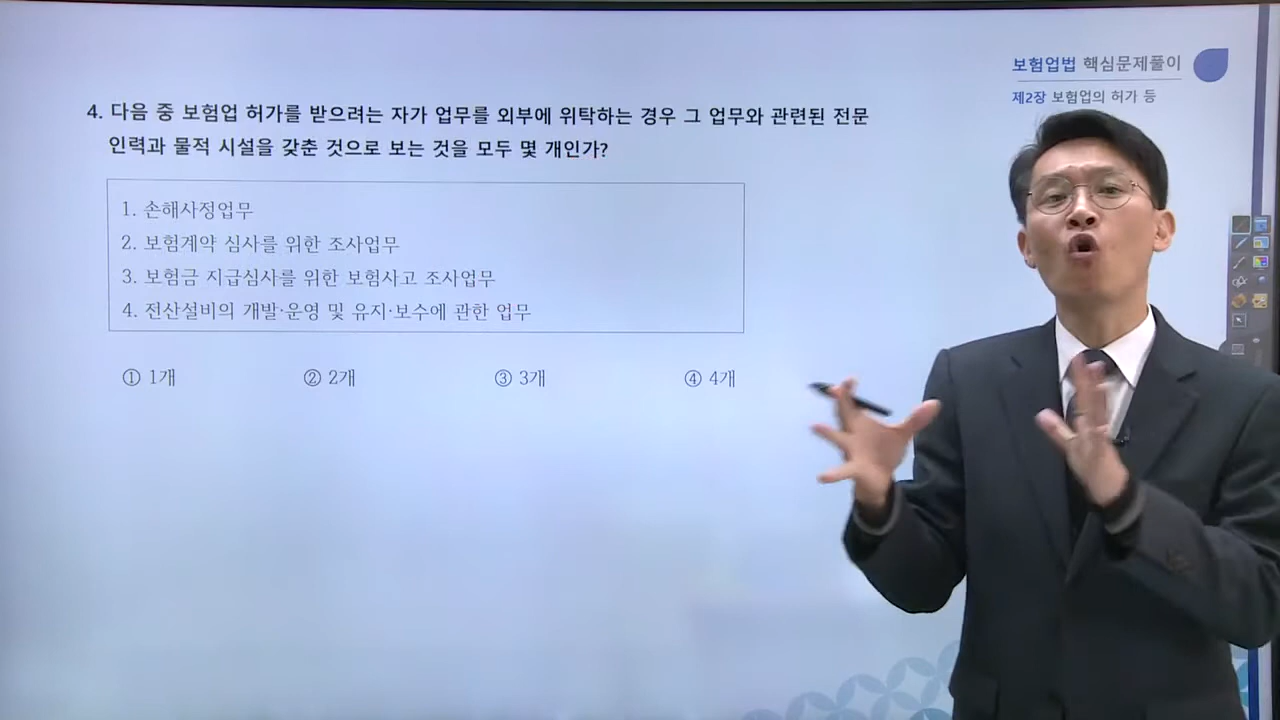 보험업법 핵심문제풀이
제2장 보험업의 허가 등
4. 다음 중 보험업 허가를 받으려는 자가 업무를 외부에 위탁하는 경우 그 업무와 관련된 전문
인력과 물적 시설을 갖춘 것으로 보는 것을 모두 몇 개인가?
1. 손해사정업무
2. 보험계약 심사를 위한 조사업무
3. 보험금 지급심사를 위한 보험사고 조사업무
4. 전산설비의 개발·운영 및 유지·보수에 관한 업무
① 1개 ② 2개 ③ 3개 ④ 4개